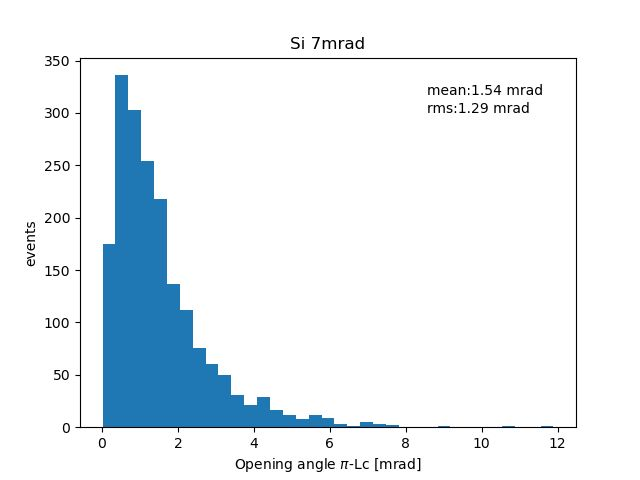 Si 7mrad
mean:1.54 mrad
rms:1.29 mrad
events
350
300
250
200
150
100
50
0
0 2 4 6 8 10 12
Opening angle π-Lc [mrad]